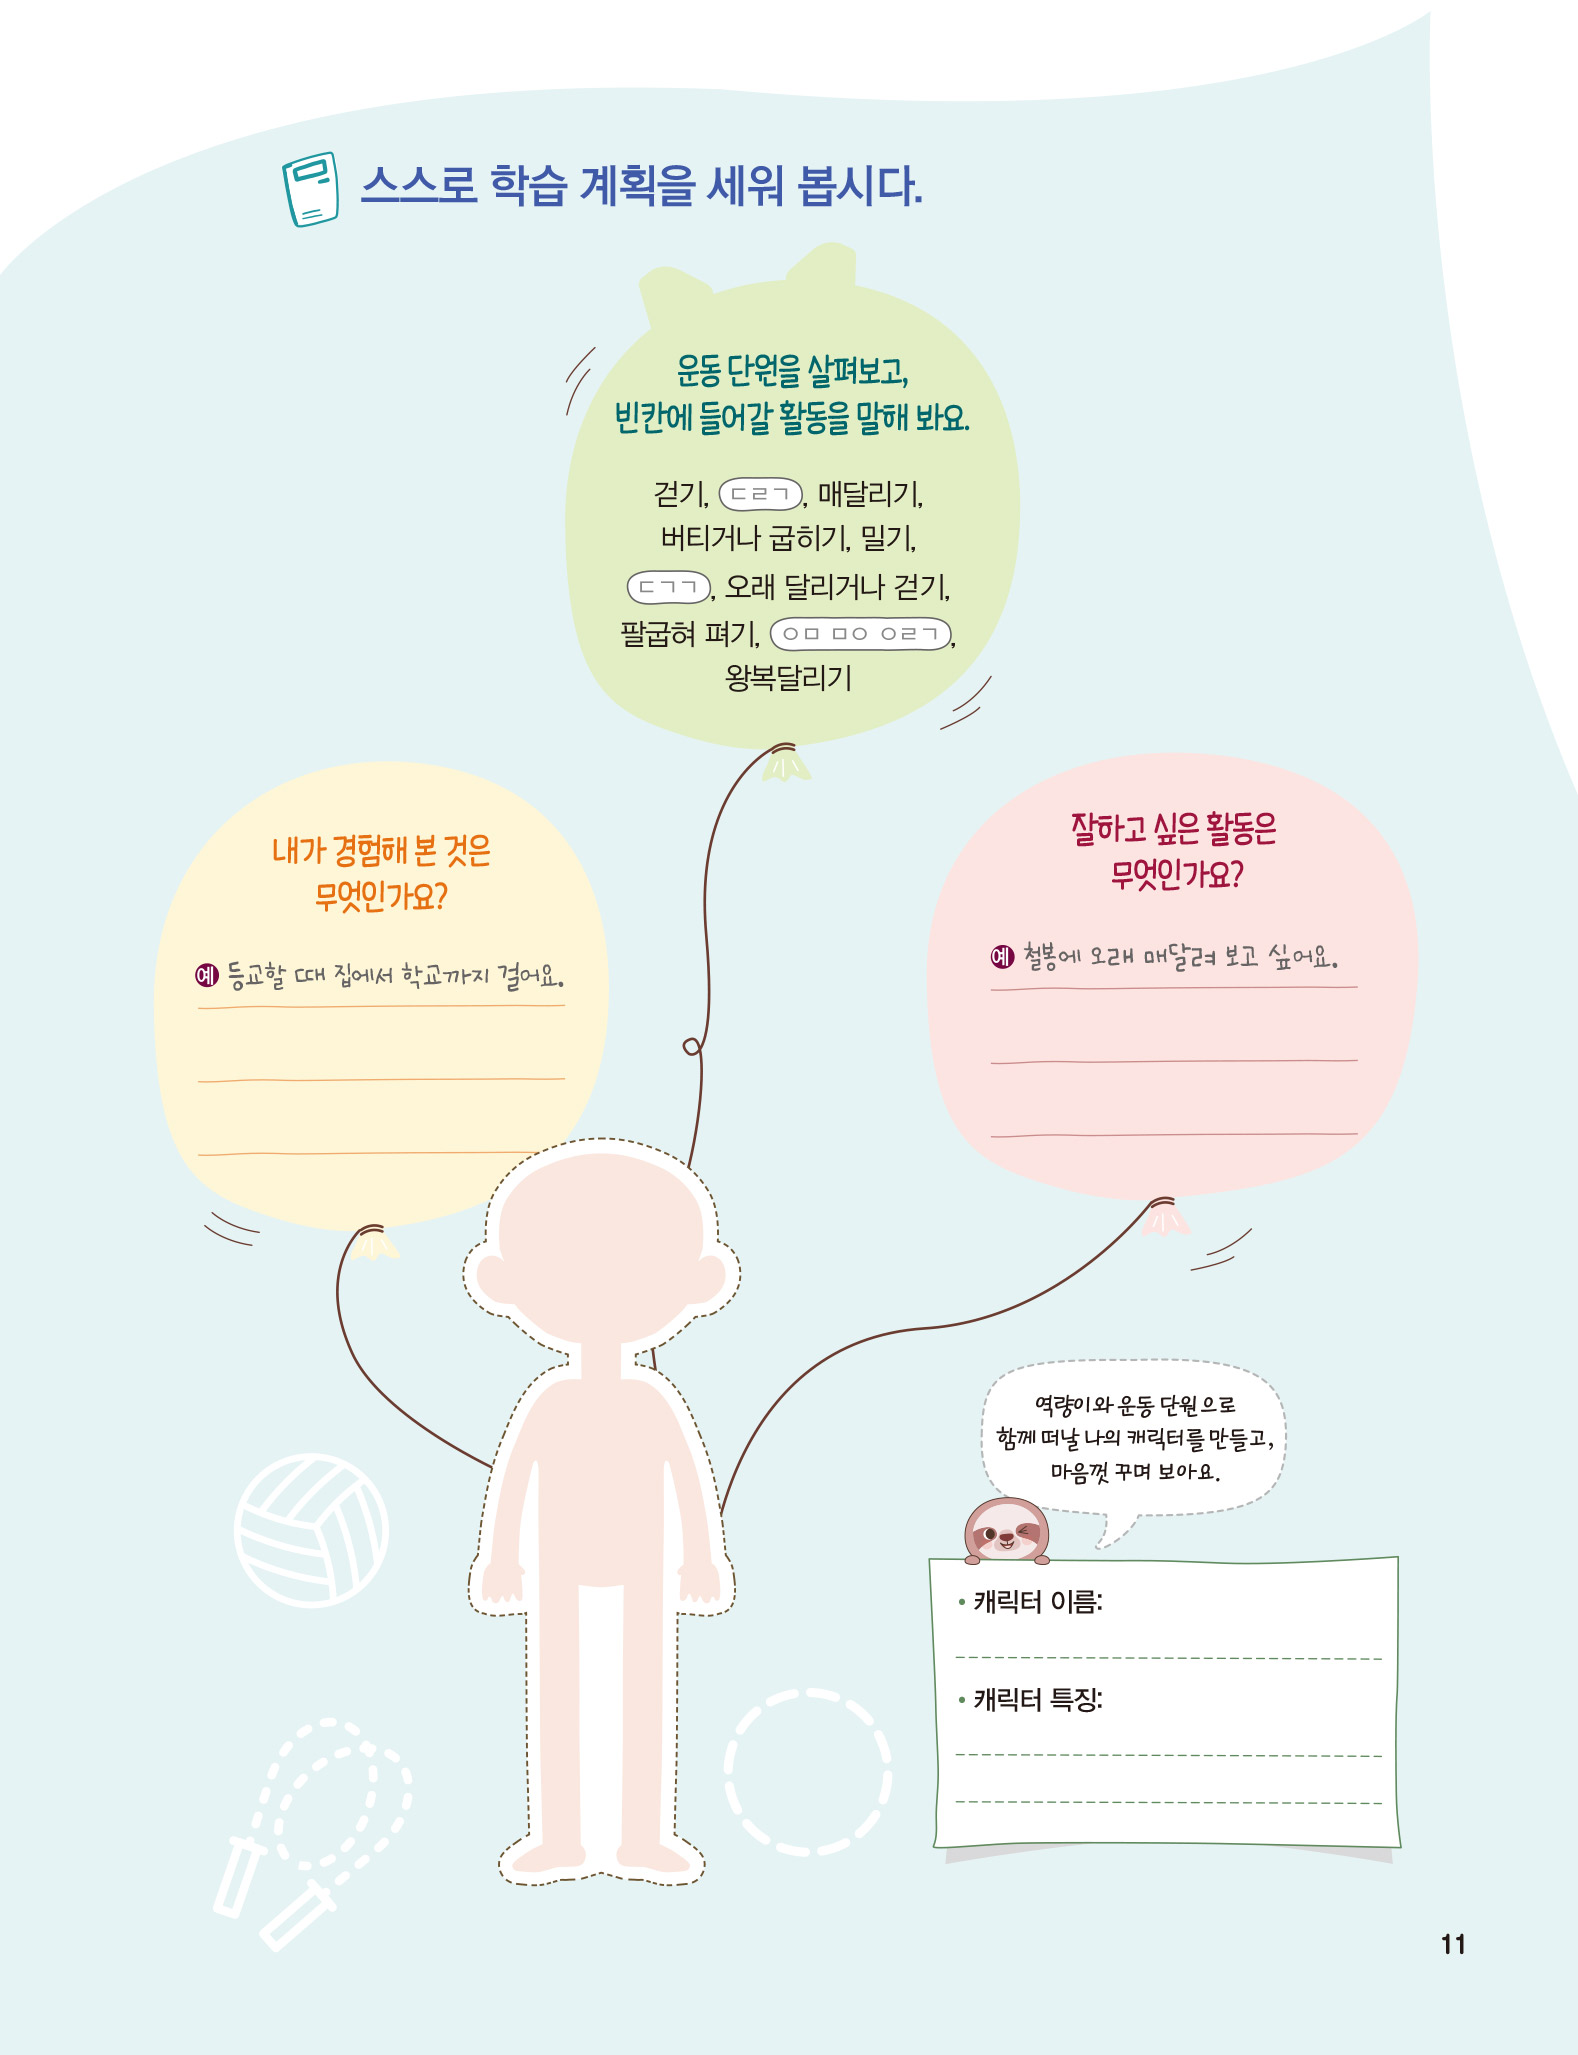 스스로 학습 계획을 세워 봅시다.
운동 단원을 살펴보고,
빈칸에 들어갈 활동을 말해 봐요.
걷기, ㄷㄹㄱ, 매달리기,
버티거나 굽히기, 밀기,
ㄷㄱㄱ, 오래 달리거나 걷기,
팔굽혀 펴기, ㅇㅁ ㅁㅇ ㅇㄹㄱ,
왕복달리기
내가 경험해 본 것은
무엇인가요?
예 등교할 때 집에서 학교까지 걸어요.
잘하고 싶은 활동은
무엇인가요?
예 철봉에 오래 매달려 보고 싶어요.
역량이와 운동 단원으로
함께 떠날 나의 캐릭터를 만들고,
마음껏 꾸며 보아요.
• 캐릭터 이름:
• 캐릭터 특징:
11